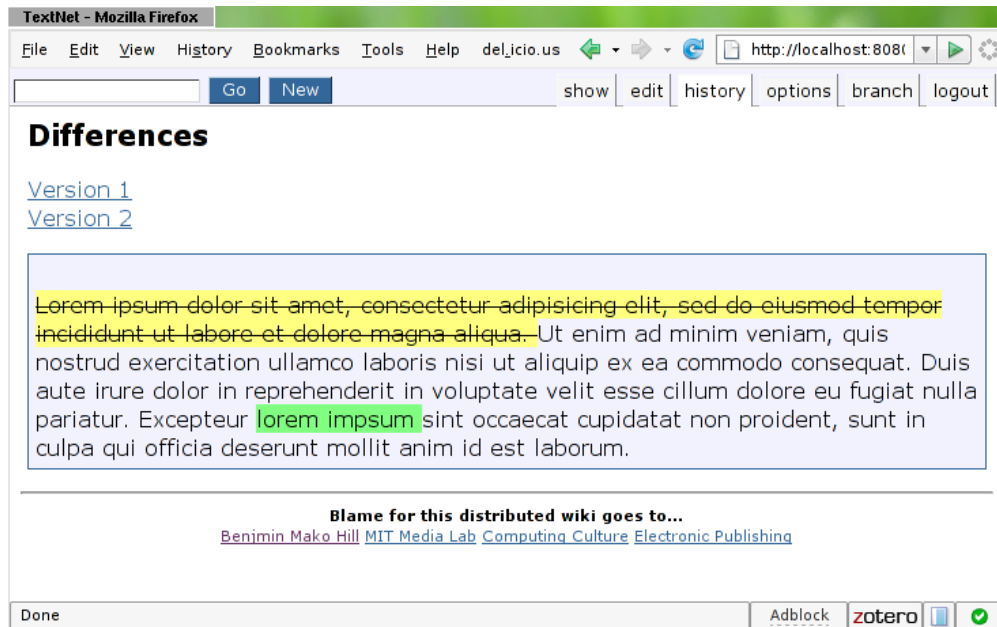 TextNet - Mozilla Firefox
File Edit View History Bookmarks Tools Help del.icio.us http://localhost:808(
Go New show edit history options branch logout
Differences
Version 1
Version 2
Lorem ipsum dolor sit amet, consectetur adipisicing elit, sed do eiusmod tempor
incididunt ut labore et dolore magna aliqua. Ut enim ad minim veniam, quis
nostrud exercitation ullamco laboris nisi ut aliquip ex ea commodo consequat. Duis
aute irure dolor in reprehenderit in voluptate velit esse cillum dolore eu fugiat nulla
pariatur. Excepteur lorem impsum sint occaecat cupidatat non proident, sunt in
culpa qui officia deserunt mollit anim id est laborum.
Blame for this distributed wiki goes to...
Benjmin Mako Hill MIT Media Lab Computing Culture Electronic Publishing
Done Adblock zotero